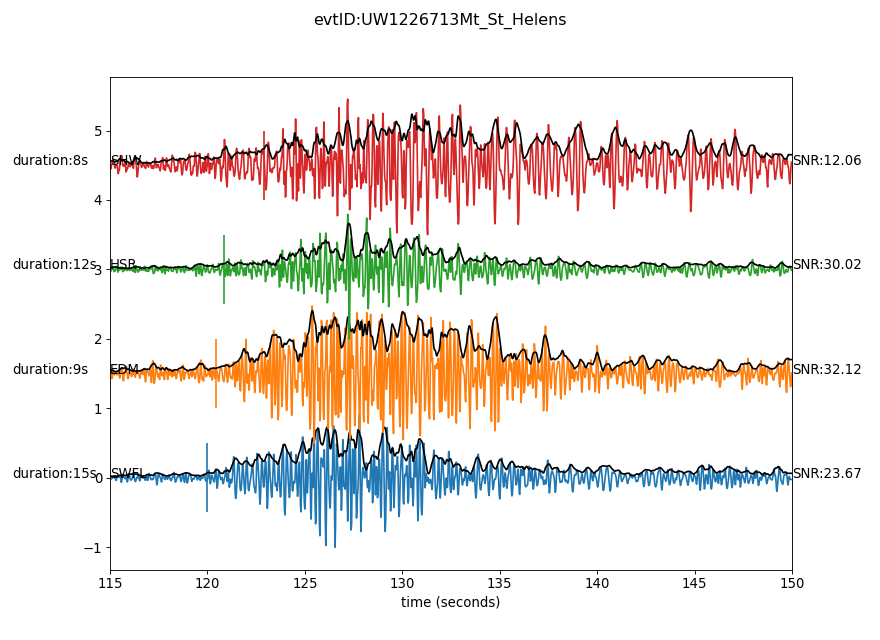 evtID:UW1226713Mt_St_Helens
5
duration:8s SHW SNR:12.06
4
duration:12s HSR SNR:30.02
3
2
duration:9s EDM SNR:32.12
1
duration:15s SWFL SNR:23.67
0
−1
115 120 125 130 135 140 145 150
time (seconds)